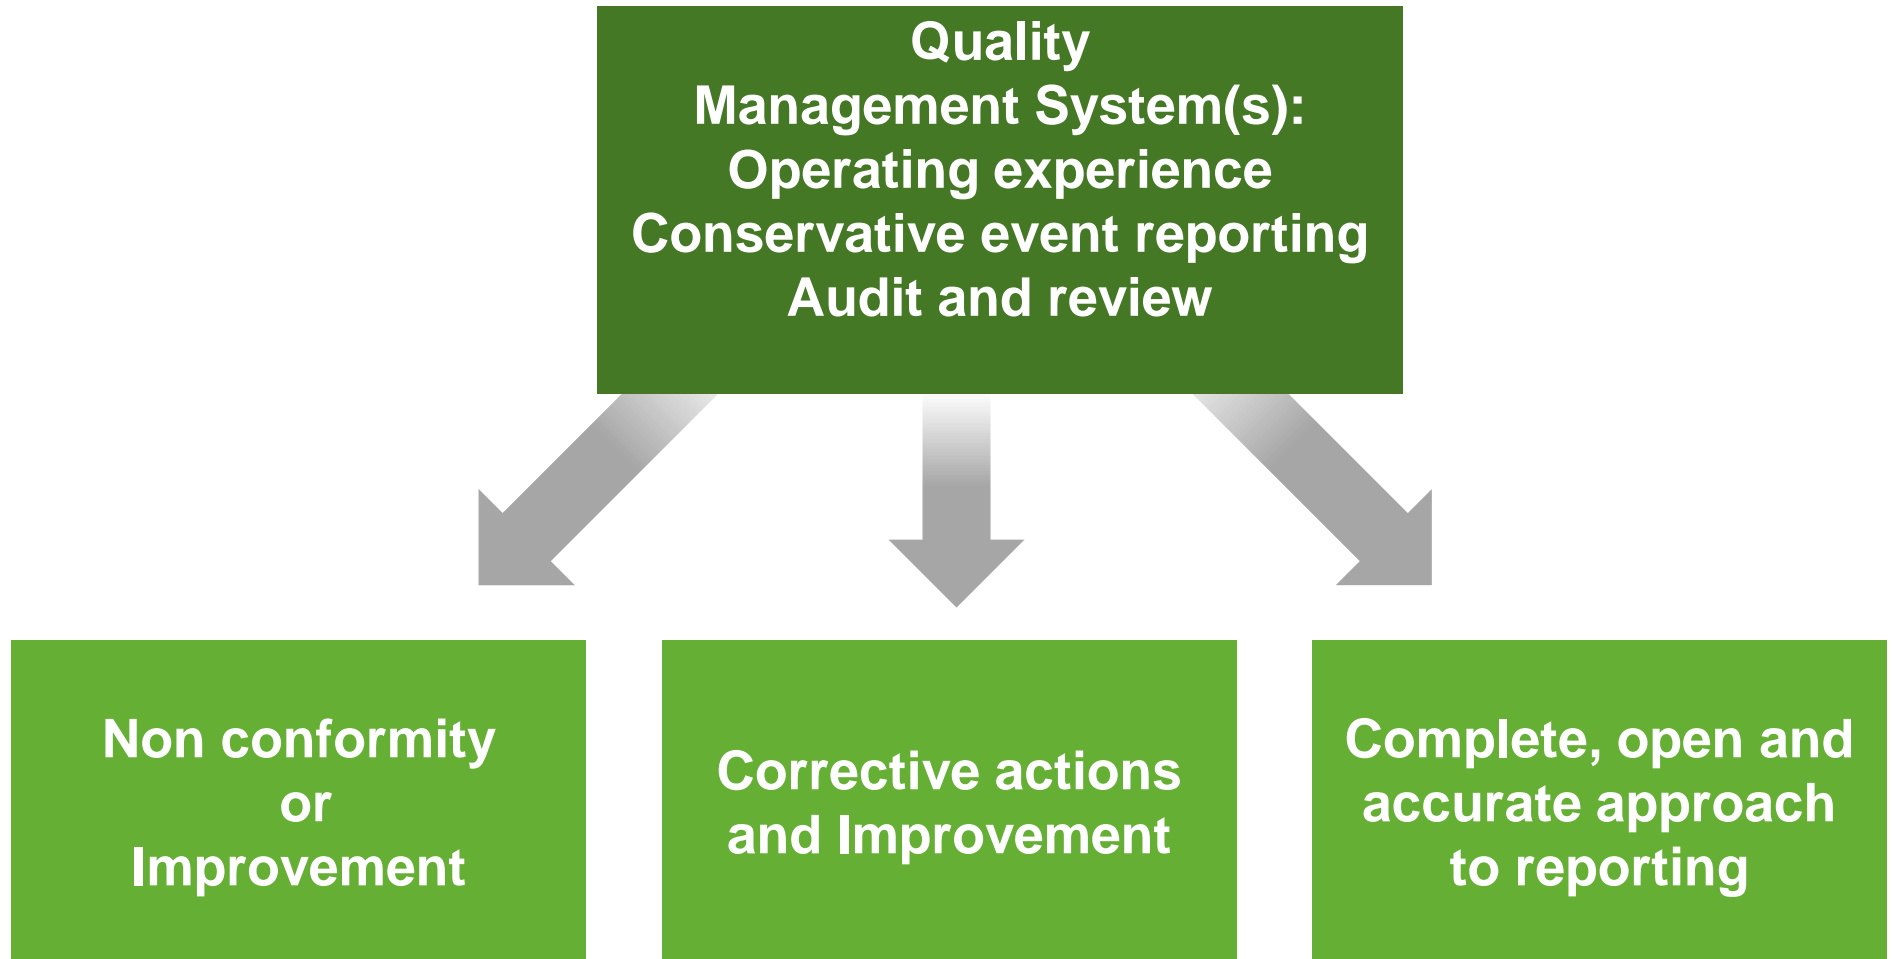 Quality
Management System(s):
Operating experience
Conservative event reporting
Audit and review
Non conformity
or
Improvement
Corrective actions
and Improvement
Complete, open and
accurate approach
to reporting